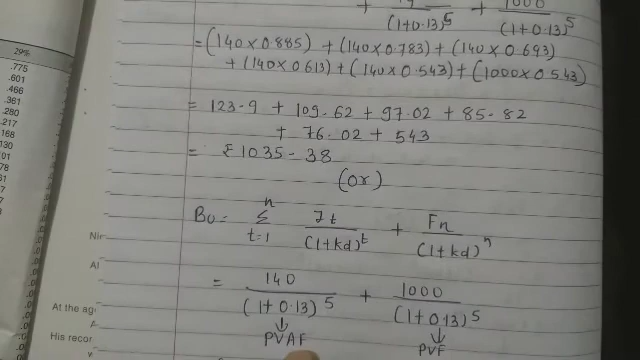 29%
.775
.601
.466
.361
.280
.217
168
130
+ (1+0.13)^5 + 1000/(1+0.13)^5
=(140×0.885) + (140×0.783) + (140×0.693)
+ (140×0.613) + (140×0.543) + (1000×0.543)
= 123.9 + 109.62 + 97.02 + 85.82
+ 76.02 + 543
= ₹1035.38
(Or)
B0 = Σ(t=1 to n) It/(1+kd)^t + Fn/(1+kd)^n
= 140/(1+0.13)^5 + 1000/(1+0.13)^5
↓ ↓
PVAF PVF
At the ag
His recor